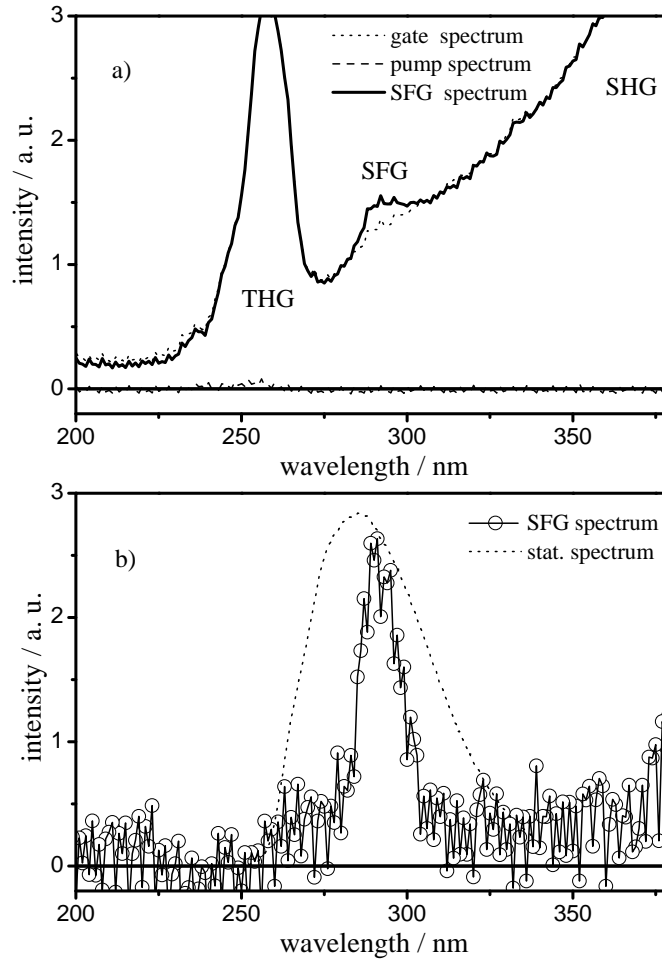 3
a)
gate spectrum
pump spectrum
SFG spectrum
SHG
2
SFG
intensity / a. u.
1
THG
0
200 250 300 350
wavelength / nm
3
b)
SFG spectrum
stat. spectrum
2
intensity / a. u.
1
0
200 250 300 350
wavelength / nm